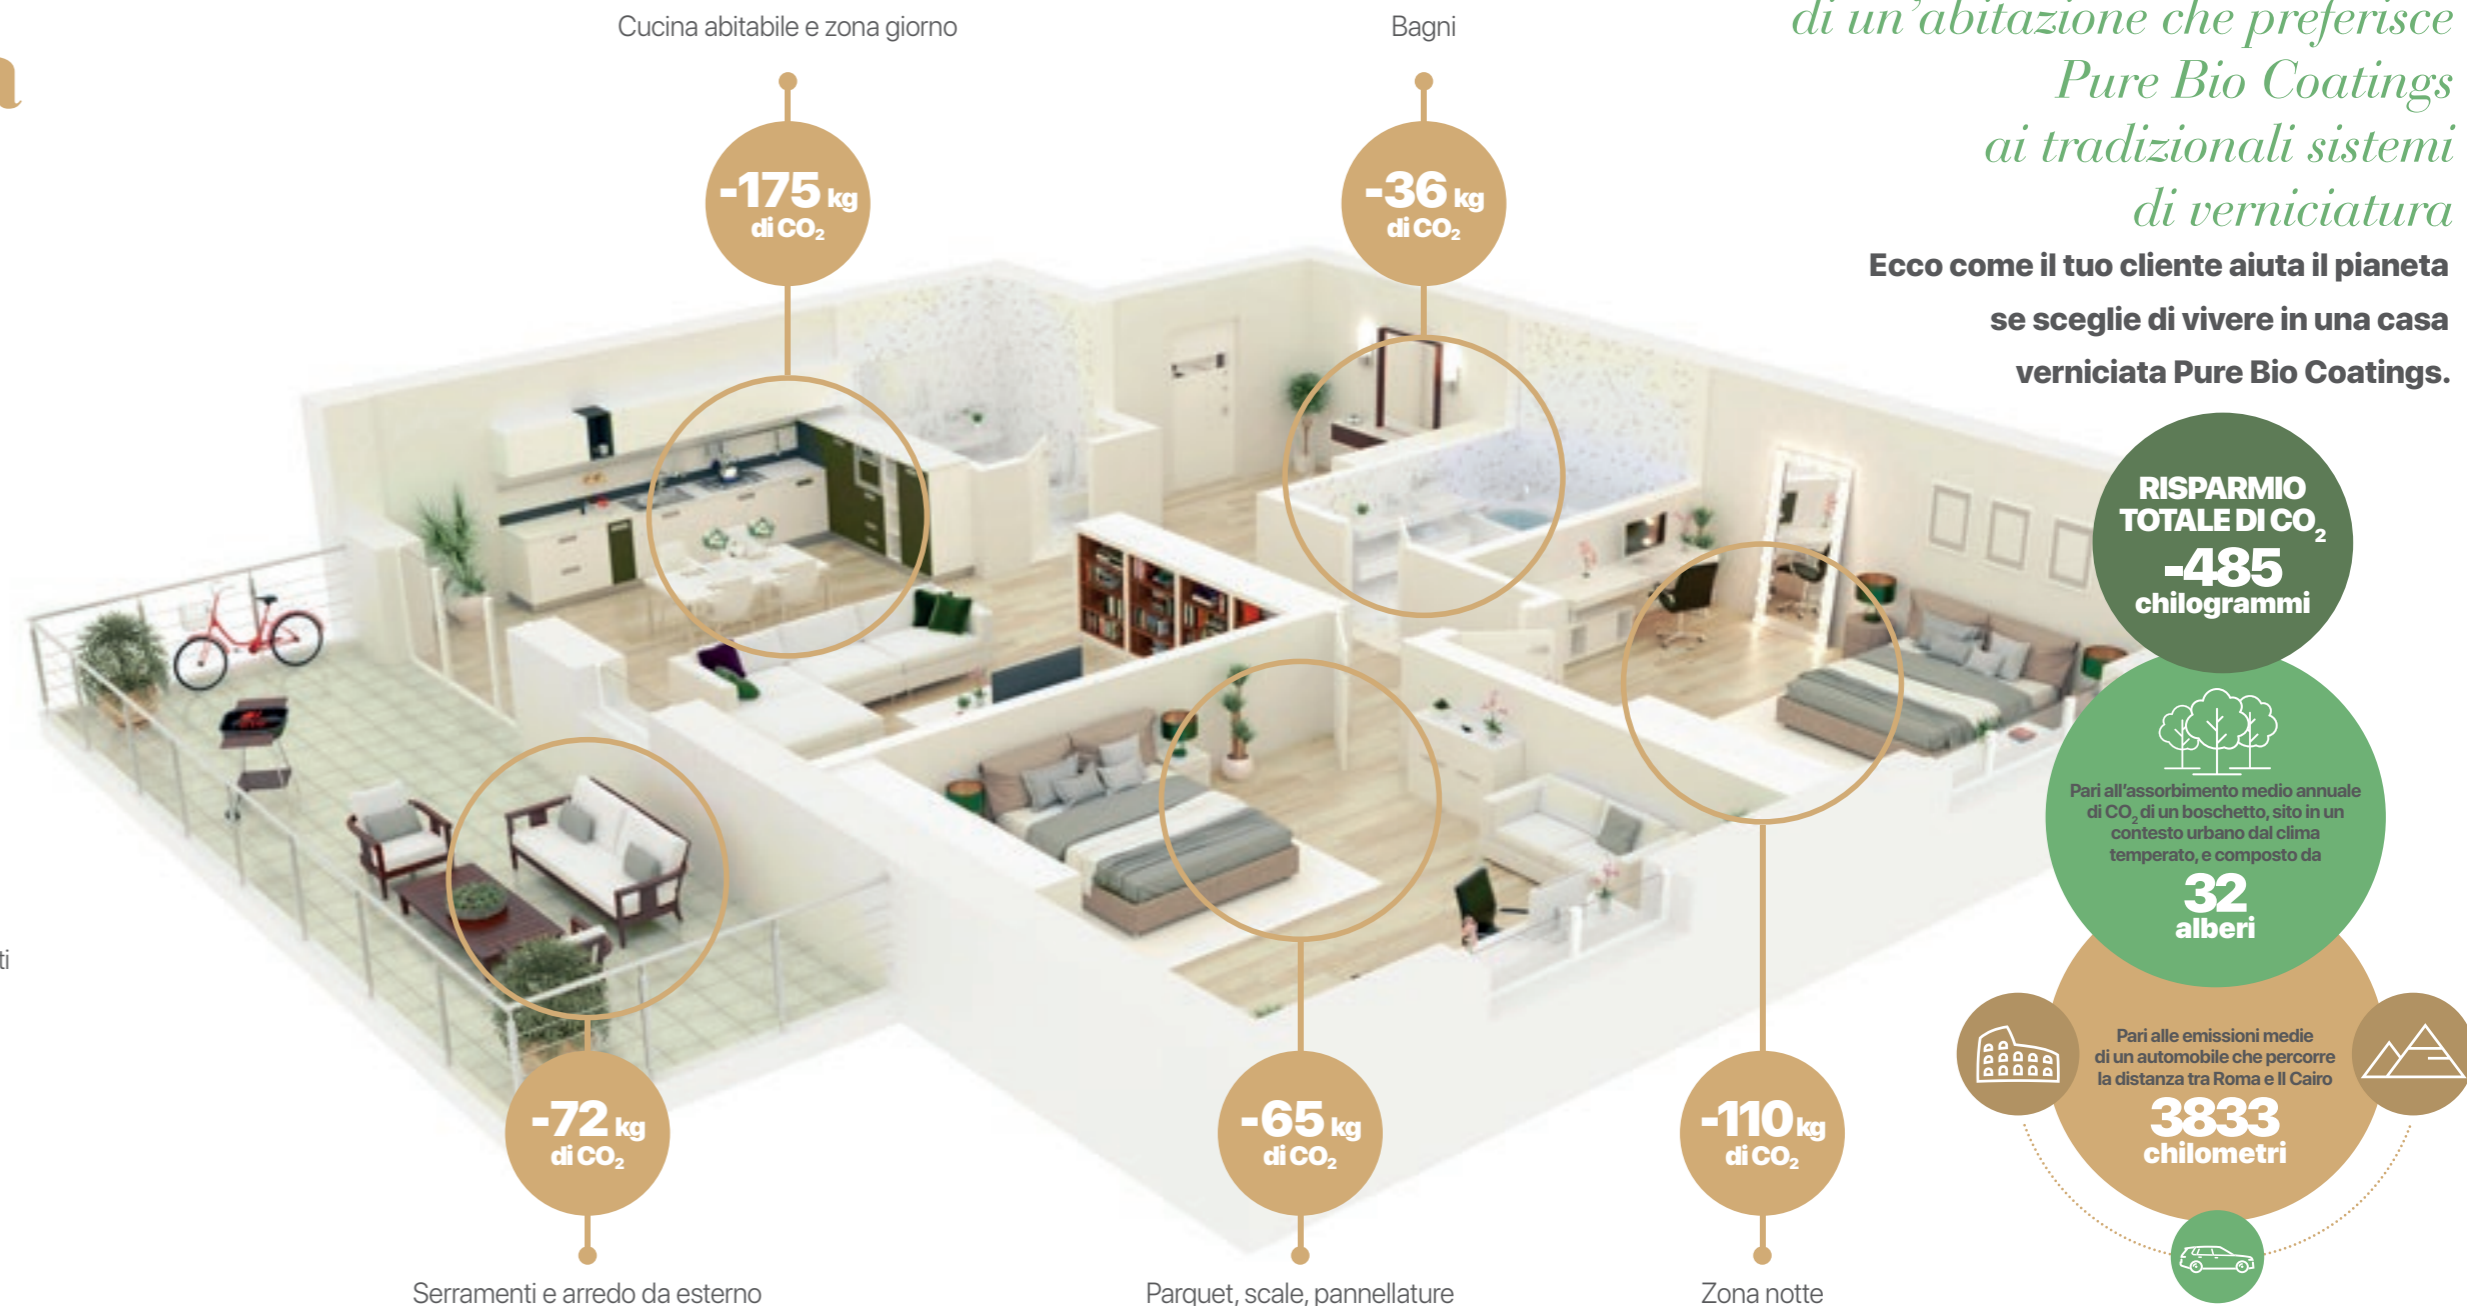 a
Cucina abitabile e zona giorno
-175 kg
di CO₂
Bagni
-36 kg
di CO₂
di un'abitazione che preferisce
Pure Bio Coatings
ai tradizionali sistemi
di verniciatura
Ecco come il tuo cliente aiuta il pianeta
se sceglie di vivere in una casa
verniciata Pure Bio Coatings.
RISPARMIO
TOTALE DI CO₂
-485
chilogrammi
Pari all'assorbimento medio annuale
di CO₂ di un boschetto, sito in un
contesto urbano dal clima
temperato, e composto da
32
alberi
Pari alle emissioni medie
di un automobile che percorre
la distanza tra Roma e Il Cairo
3833
chilometri
ti
-72 kg
di CO₂
Serramenti e arredo da esterno
-65 kg
di CO₂
Parquet, scale, pannellature
-110 kg
di CO₂
Zona notte